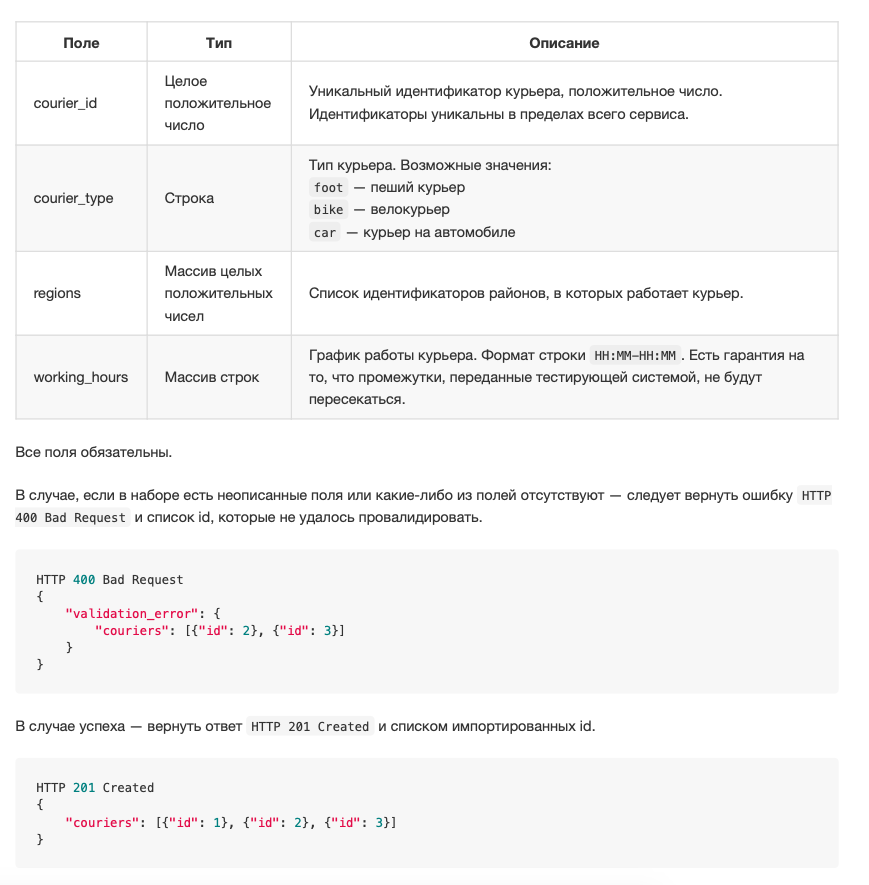 Поле Тип Описание
courier_id
Целое
положительное
число
Уникальный идентификатор курьера, положительное число.
Идентификаторы уникальны в пределах всего сервиса.
courier_type
Строка
Тип курьера. Возможные значения:
foot — пеший курьер
bike — велокурьер
car — курьер на автомобиле
regions
Массив целых
положительных
чисел
Список идентификаторов районов, в которых работает курьер.
working_hours
Массив строк
График работы курьера. Формат строки HH:MM-HH:MM . Есть гарантия на
то, что промежутки, переданные тестирующей системой, не будут
пересекаться.
Все поля обязательны.
В случае, если в наборе есть неописанные поля или какие-либо из полей отсутствуют — следует вернуть ошибку HTTP
400 Bad Request и список id, которые не удалось провалидировать.
HTTP 400 Bad Request
{
"validation_error": {
"couriers": [{"id": 2}, {"id": 3}]
}
}
В случае успеха — вернуть ответ HTTP 201 Created и списком импортированных id.
HTTP 201 Created
{
"couriers": [{"id": 1}, {"id": 2}, {"id": 3}]
}